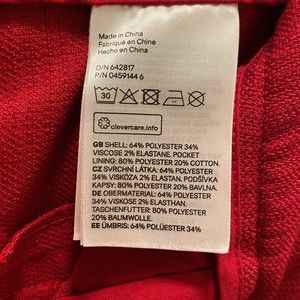 Made in China
Fabriqué en Chine
Hecho en China
O/N 642817
P/N 0459144 6
30
clevercare.info
GB SHELL: 64% POLYESTER 34%
VISCOSE 2% ELASTANE. POCKET
LINING: 80% POLYESTER 20% COTTON.
CZ SVRCHNÍ LÁTKA: 64% POLYESTER
34% VISKÓZA 2% ELASTAN. PODŠÍVKA
KAPSY: 80% POLYESTER 20% BAVLNA.
DE OBERMATERIAL: 64% POLYESTER
34% VISKOSE 2% ELASTHAN.
TASCHENFUTTER: 80% POLYESTER
20% BAUMWOLLE.
EE ÜMBRIS: 64% POLÜESTER 34%